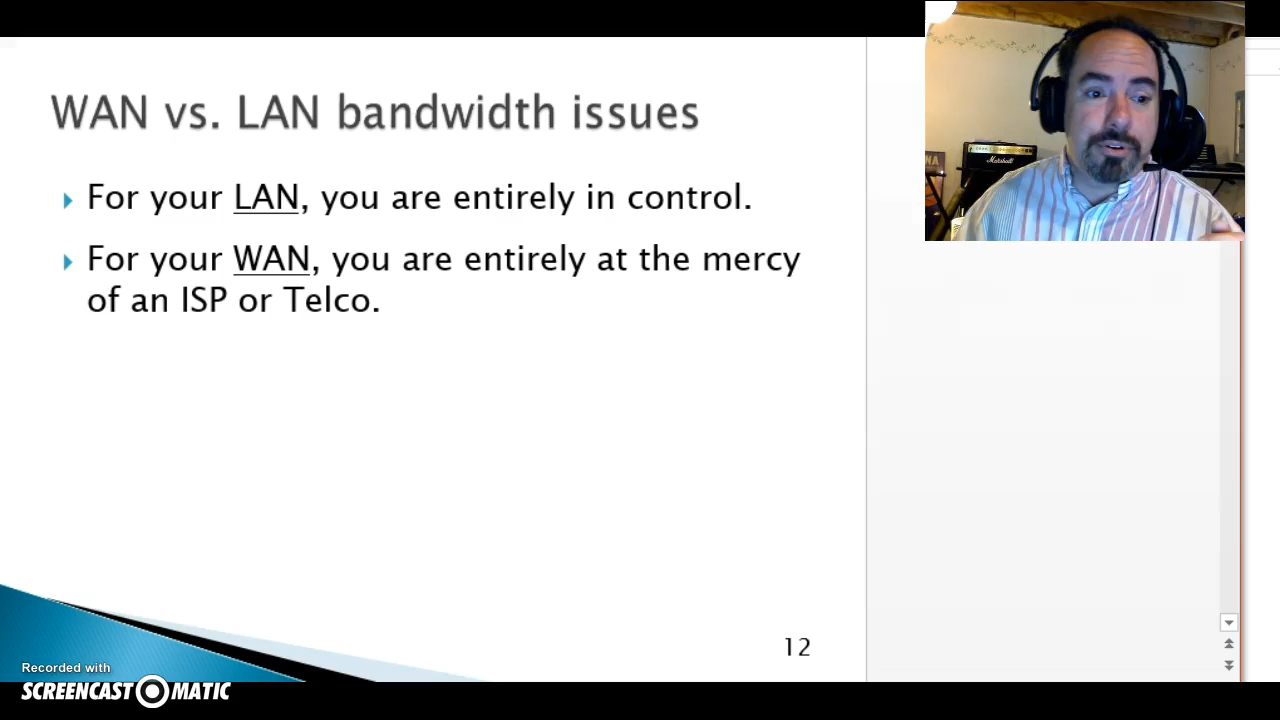 WAN vs. LAN bandwidth issues
For your LAN, you are entirely in control.
For your WAN, you are entirely at the mercy
of an ISP or Telco.
12
Recorded with
SCREENCAST MATIC
Marshall